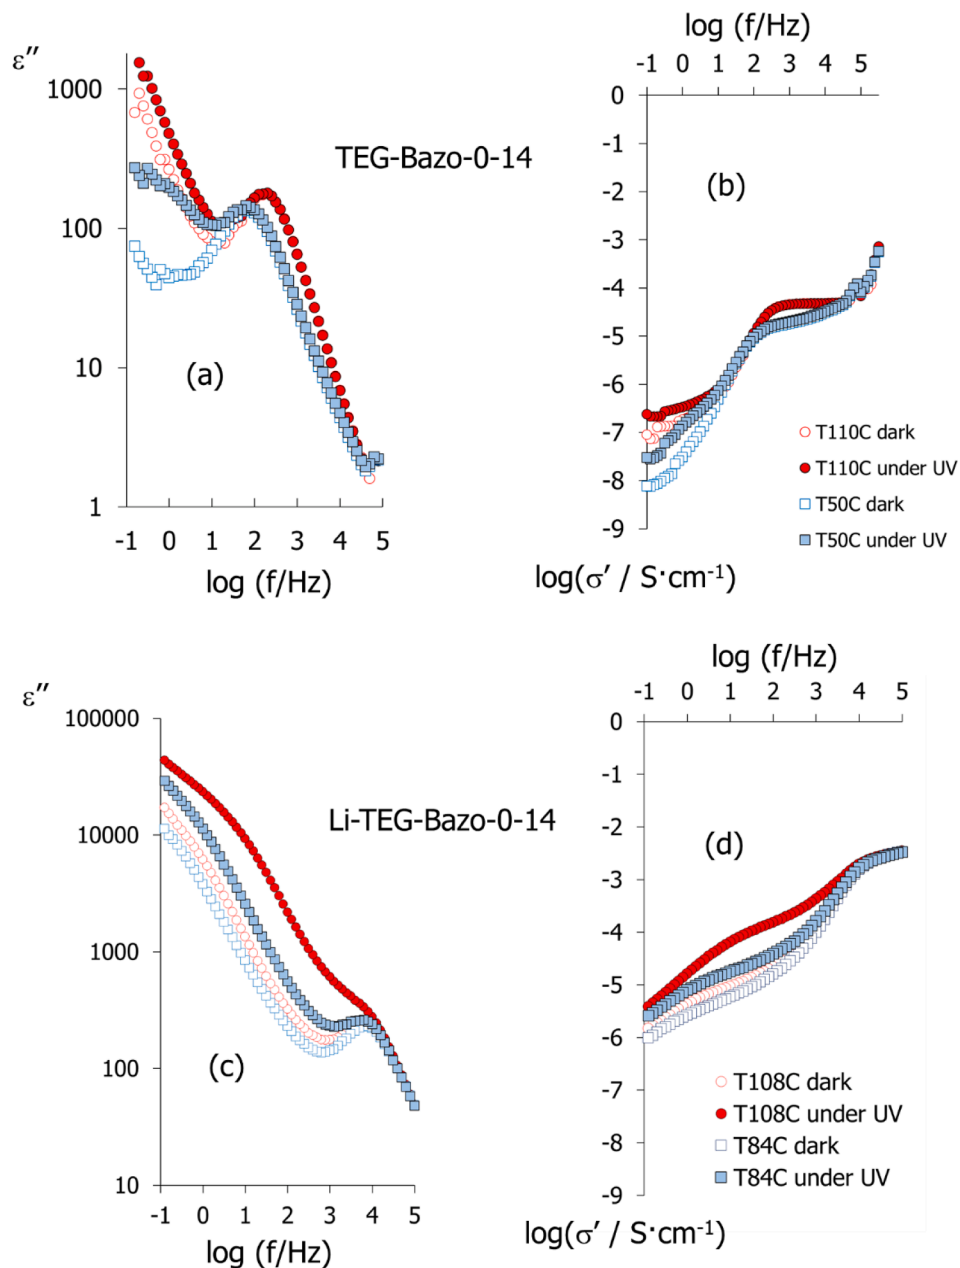 log (f/Hz)
ε″
-1 0 1 2 3 4 5
1000
0
TEG-Bazo-0-14
-1
(b)
-2
100
-3
-4
10
(a)
-5
-6
-7
T110C dark
T110C under UV
-8
T50C dark
1
-9
T50C under UV
-1 0 1 2 3 4 5
log (f/Hz)
log(σ′ / S·cm-1)
log (f/Hz)
ε″
-1 0 1 2 3 4 5
100000
0
-1
10000
Li-TEG-Bazo-0-14
-2
(d)
-3
1000
-4
-5
100
(c)
-6
-7
T108C dark
T108C under UV
-8
T84C dark
T84C under UV
10
-9
-1 0 1 2 3 4 5
log (f/Hz)
log(σ′ / S·cm-1)